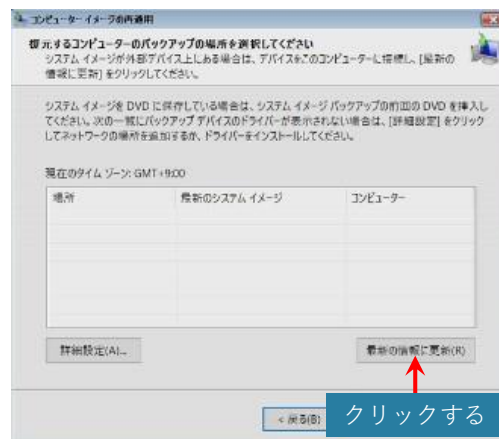 コンピューター イメージの再適用
復元するコンピューターのバックアップの場所を選択してください
システム イメージが外部デバイス上にある場合は、デバイスをこのコンピューターに接続し、[最新の
情報に更新] をクリックしてください。
システム イメージを DVD に保存している場合は、システム イメージ バックアップの前回の DVD を挿入し
てください。次の一覧にバックアップ デバイスのドライバーが表示されない場合は、[詳細設定] をクリック
してネットワークの場所を追加するか、ドライバーをインストールしてください。
現在のタイム ゾーン: GMT+9:00
場所 最新のシステム イメージ コンピューター
詳細設定(A)... 最新の情報に更新(R)
< 戻る(B) クリックする